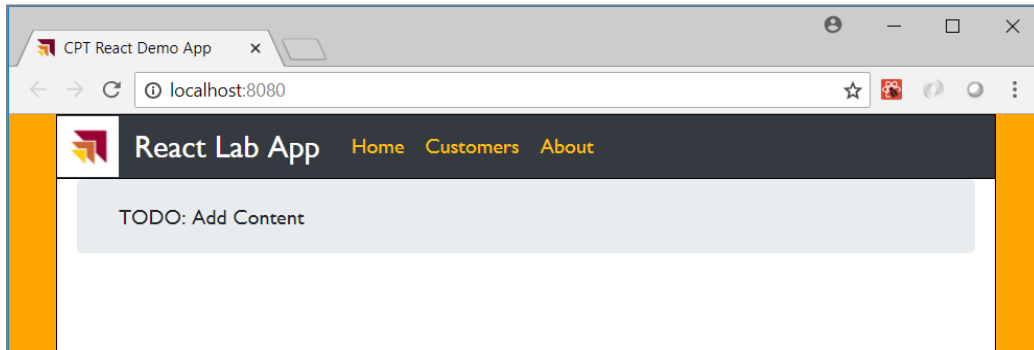 CPT React Demo App
localhost:8080
React Lab App Home Customers About
TODO: Add Content